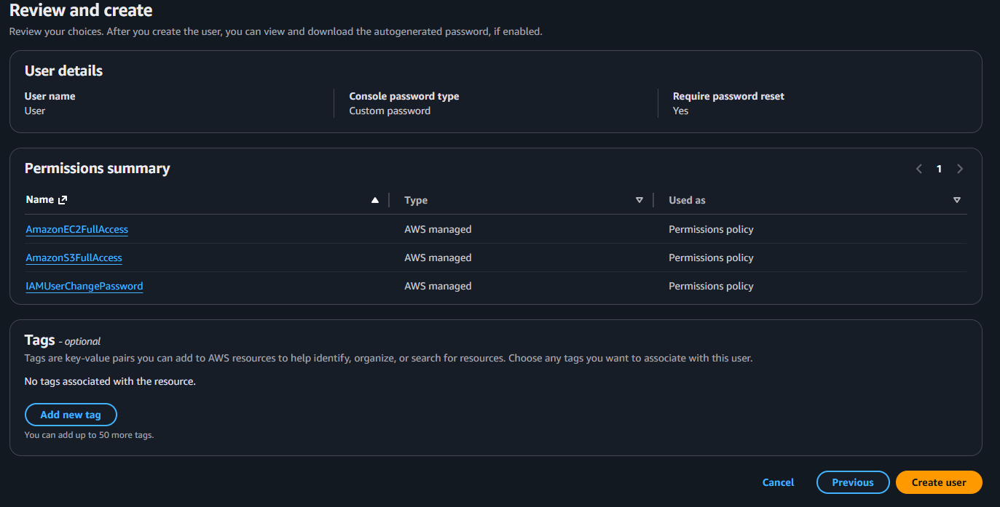 Review and create
Review your choices. After you create the user, you can view and download the autogenerated password, if enabled.
User details
User name
User
Console password type
Custom password
Require password reset
Yes
Permissions summary
1
Name
Type
Used as
AmazonEC2FullAccess
AWS managed
Permissions policy
AmazonS3FullAccess
AWS managed
Permissions policy
IAMUserChangePassword
AWS managed
Permissions policy
Tags - optional
Tags are key-value pairs you can add to AWS resources to help identify, organize, or search for resources. Choose any tags you want to associate with this user.
No tags associated with the resource.
Add new tag
You can add up to 50 more tags.
Cancel
Previous
Create user